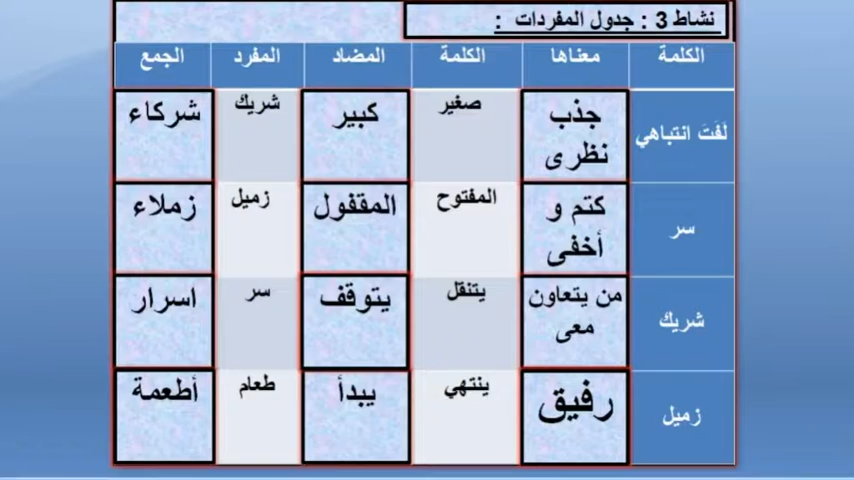 نشاط 3 : جدول المفردات :
الكلمة معناها الكلمة المضاد المفرد الجمع
لَفَتَ انتباهي جذب نظرى صغير كبير شريك شركاء
سر كتم و أخفى المفتوح المقفول زميل زملاء
شريك من يتعاون معى يتنقل يتوقف سر اسرار
زميل رفيق ينتهي يبدأ طعام أطعمة